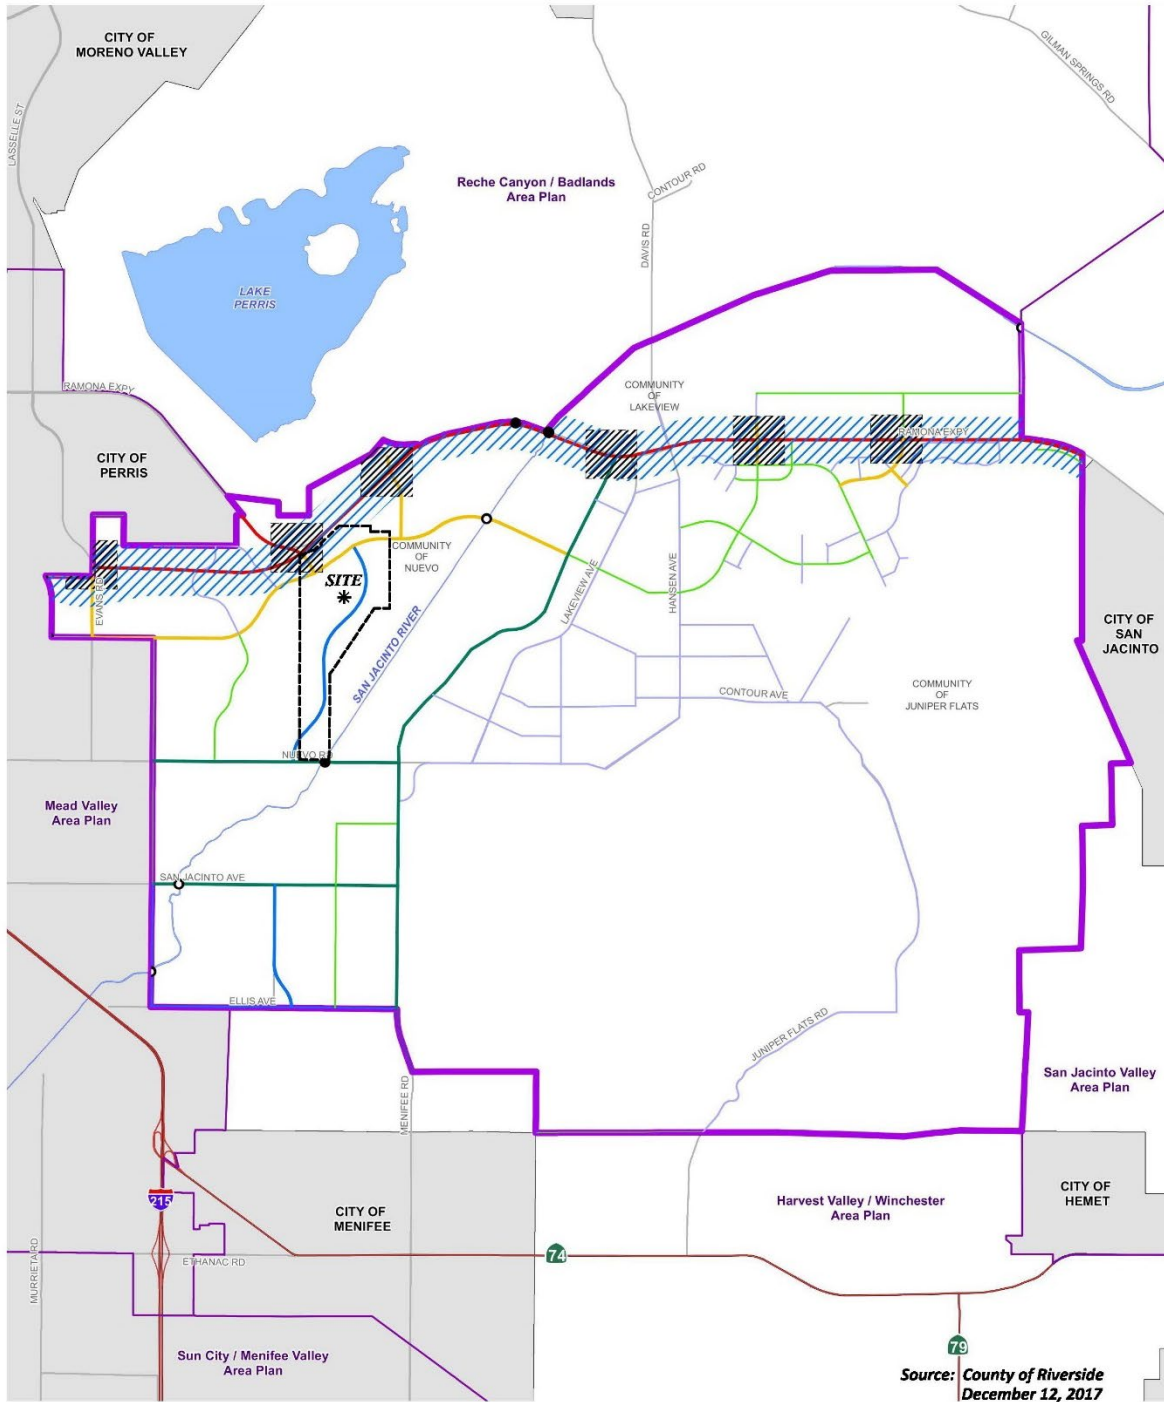 CITY OF
MORENO VALLEY
LASSELLE ST
GILMAN SPRINGS RD
Reche Canyon / Badlands
Area Plan
CONTOUR RD
DAVIS RD
LAKE
PERRIS
RAMONA EXPY
COMMUNITY
OF
LAKEVIEW
RAMONA EXPY
CITY OF
PERRIS
COMMUNITY
OF
NUEVO
SITE
*
EVANS RD
SAN JACINTO RIVER
LAKEVIEW AVE
HANSEN AVE
CITY OF
SAN
JACINTO
CONTOUR AVE
COMMUNITY
OF
JUNIPER FLATS
NUEVO RD
Mead Valley
Area Plan
SAN JACINTO AVE
ELLIS AVE
JUNIPER FLATS RD
San Jacinto Valley
Area Plan
MENIFEE RD
215
CITY OF
MENIFEE
Harvest Valley / Winchester
Area Plan
CITY OF
HEMET
MURRIETA RD
ETHANAC RD
74
Sun City / Menifee Valley
Area Plan
79
Source: County of Riverside
December 12, 2017